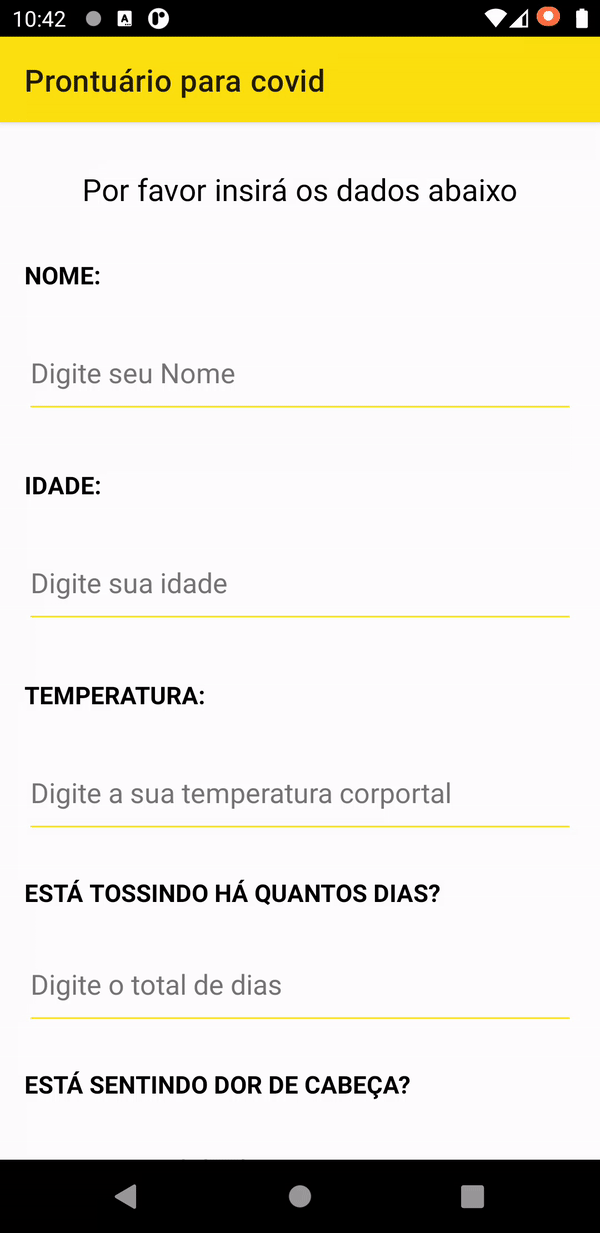 10:42
Prontuário para covid
Por favor insirá os dados abaixo
NOME:
Digite seu Nome
IDADE:
Digite sua idade
TEMPERATURA:
Digite a sua temperatura corportal
ESTÁ TOSSINDO HÁ QUANTOS DIAS?
Digite o total de dias
ESTÁ SENTINDO DOR DE CABEÇA?